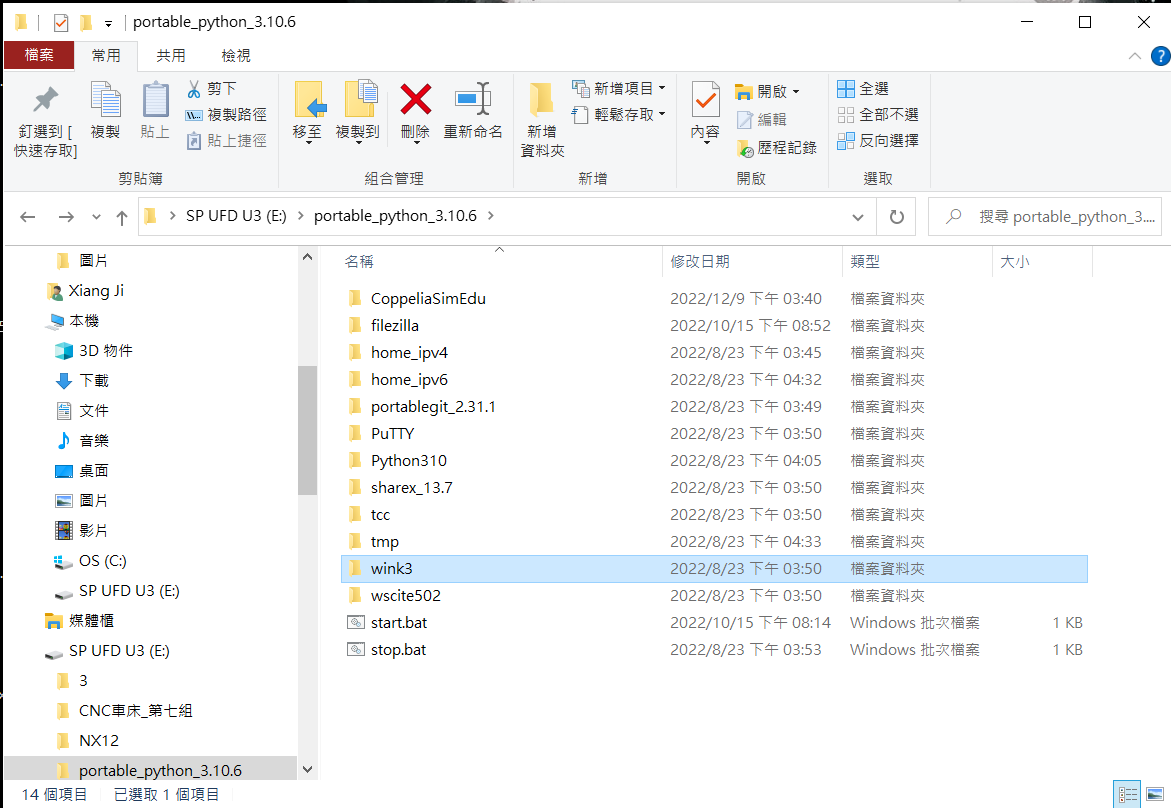 portable_python_3.10.6
檔案 常用 共用 檢視
釘選到 [
快速存取]
複製
貼上
剪下
複製路徑
貼上捷徑
剪貼簿
移至
複製到
刪除
重新命名
組合管理
新增
資料夾
新增項目
輕鬆存取
新增
內容
開啟
編輯
歷程記錄
開啟
全選
全部不選
反向選擇
選取
SP UFD U3 (E:) › portable_python_3.10.6 ›
搜尋 portable_python_3....
圖片
Xiang Ji
本機
3D 物件
下載
文件
音樂
桌面
圖片
影片
OS (C:)
SP UFD U3 (E:)
媒體櫃
SP UFD U3 (E:)
3
CNC車床_第七組
NX12
portable_python_3.10.6
名稱 修改日期 類型 大小
CoppeliaSimEdu 2022/12/9 下午 03:40 檔案資料夾
filezilla 2022/10/15 下午 08:52 檔案資料夾
home_ipv4 2022/8/23 下午 03:45 檔案資料夾
home_ipv6 2022/8/23 下午 04:32 檔案資料夾
portablegit_2.31.1 2022/8/23 下午 03:49 檔案資料夾
PuTTY 2022/8/23 下午 03:50 檔案資料夾
Python310 2022/8/23 下午 04:05 檔案資料夾
sharex_13.7 2022/8/23 下午 03:50 檔案資料夾
tcc 2022/8/23 下午 03:50 檔案資料夾
tmp 2022/8/23 下午 04:33 檔案資料夾
wink3 2022/8/23 下午 03:50 檔案資料夾
wscite502 2022/8/23 下午 03:50 檔案資料夾
start.bat 2022/10/15 下午 08:14 Windows 批次檔案 1 KB
stop.bat 2022/8/23 下午 03:53 Windows 批次檔案 1 KB
14 個項目 已選取 1 個項目